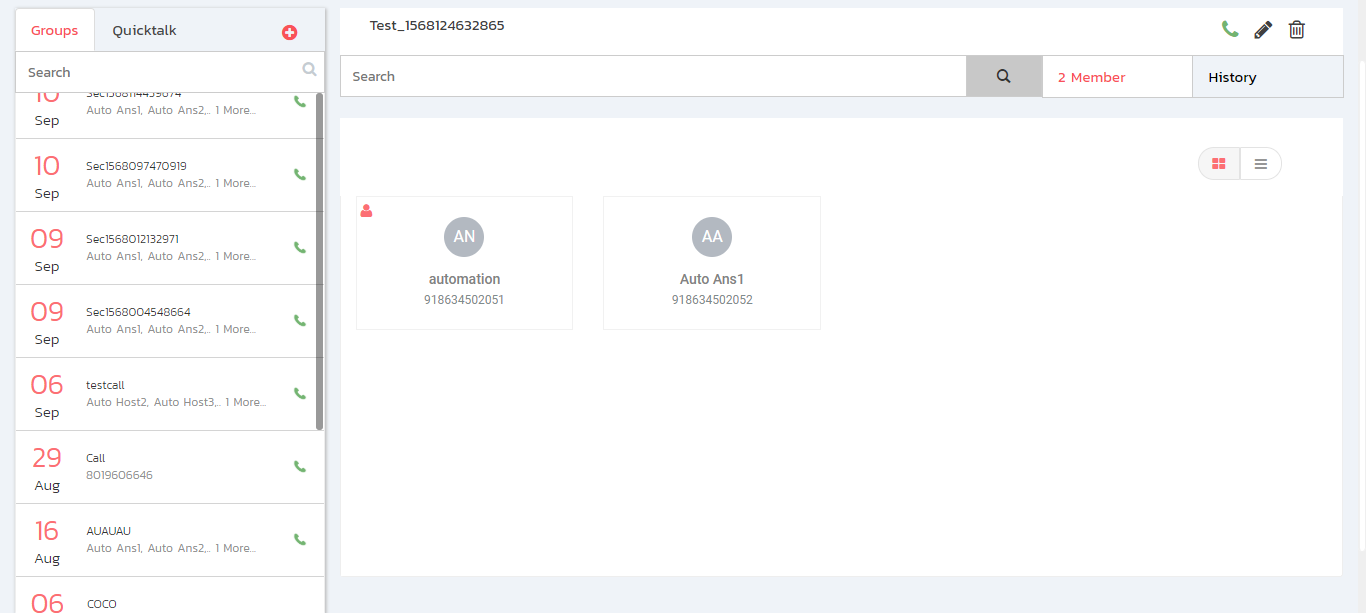 Groups
Quicktalk
Search
10
Sep
Sec1568114459674
Auto Ans1, Auto Ans2,.. 1 More...
10
Sep
Sec1568097470919
Auto Ans1, Auto Ans2,.. 1 More...
09
Sep
Sec1568012132971
Auto Ans1, Auto Ans2,.. 1 More...
09
Sep
Sec1568004548664
Auto Ans1, Auto Ans2,.. 1 More...
06
Sep
testcall
Auto Host2, Auto Host3,.. 1 More...
29
Aug
Call
8019606646
16
Aug
AUAUAU
Auto Ans1, Auto Ans2,.. 1 More...
06
COCO
Test_1568124632865
Search
2 Member
History
AN
automation
918634502051
AA
Auto Ans1
918634502052